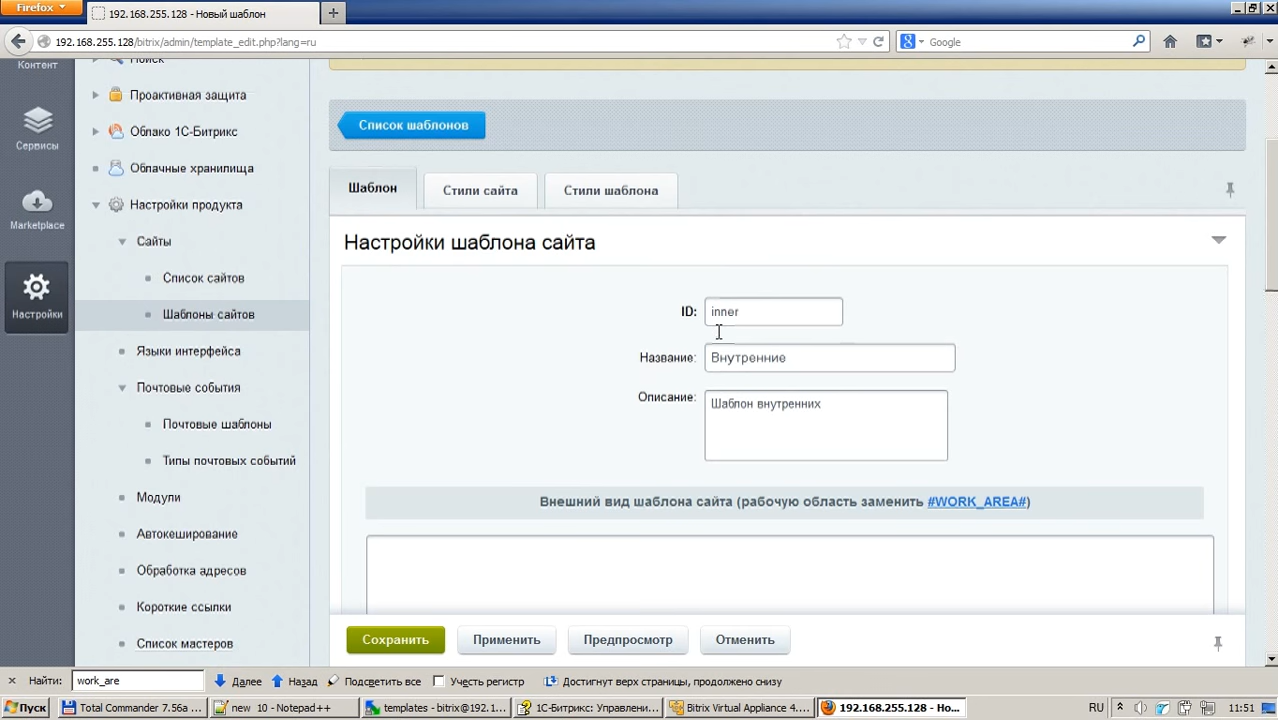 Firefox
192.168.255.128 - Новый шаблон
192.168.255.128/bitrix/admin/template_edit.php?lang=ru
Google
Контент
Сервисы
Marketplace
Настройки
Поиск
Проактивная защита
Облако 1С-Битрикс
Облачные хранилища
Настройки продукта
Сайты
Список сайтов
Шаблоны сайтов
Языки интерфейса
Почтовые события
Почтовые шаблоны
Типы почтовых событий
Модули
Автокеширование
Обработка адресов
Короткие ссылки
Список мастеров
Список шаблонов
Шаблон Стили сайта Стили шаблона
Настройки шаблона сайта
ID: inner
Название: Внутренние
Описание: Шаблон внутренних
Внешний вид шаблона сайта (рабочую область заменить #WORK_AREA#)
Сохранить Применить Предпросмотр Отменить
Найти: work_are Далее Назад Подсветить все Учесть регистр Достигнут верх страницы, продолжено снизу
Пуск Total Commander 7.56a ... new 10 - Notepad++ templates - bitrix@192.1... 1С-Битрикс: Управлени... Bitrix Virtual Appliance 4.... 192.168.255.128 - Но... RU 11:51